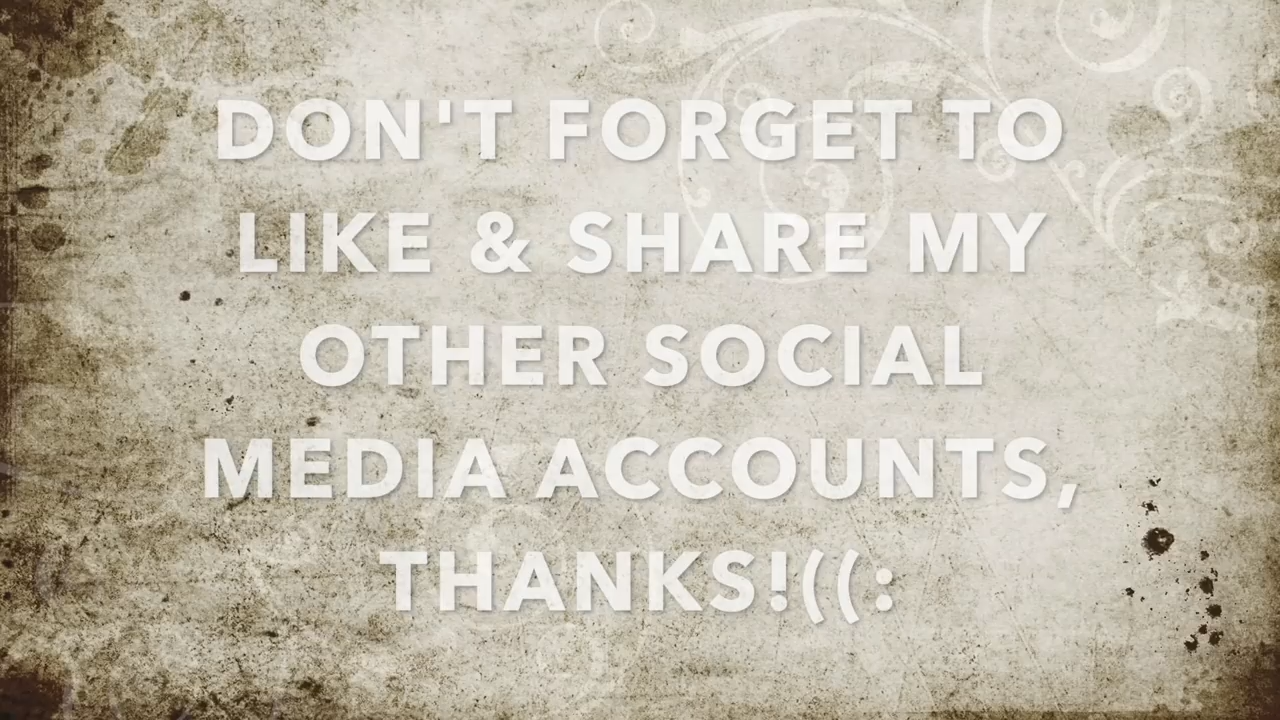 DON'T FORGET TO
LIKE & SHARE MY
OTHER SOCIAL
MEDIA ACCOUNTS,
THANKS!((: